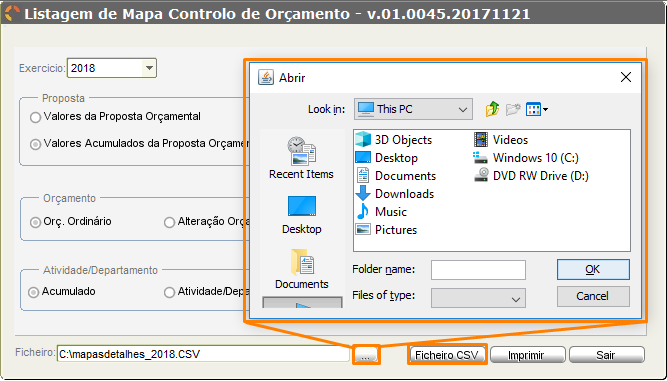 Listagem de Mapa Controlo de Orçamento - v.01.0045.20171121
Exercicio: 2018
Proposta
Valores da Proposta Orçamental
Valores Acumulados da Proposta Orçame
Orçamento
Orç. Ordinário
Alteração Orça
Atividade/Departamento
Acumulado
Atividade/Depa
Abrir
Look in: This PC
Recent Items
Desktop
Documents
3D Objects
Desktop
Documents
Downloads
Music
Pictures
Videos
Windows 10 (C:)
DVD RW Drive (D:)
Folder name:
OK
Files of type:
Cancel
Ficheiro: C:\mapasdetalhes_2018.CSV
...
Ficheiro CSV
Imprimir
Sair